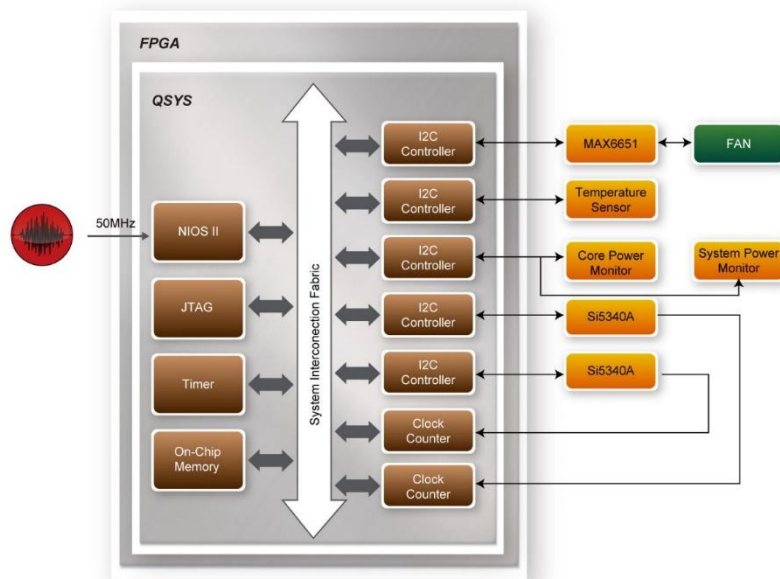 FPGA
QSYS
50MHz
NIOS II
JTAG
Timer
On-Chip
Memory
System Interconection Fabric
I2C
Controller
I2C
Controller
I2C
Controller
I2C
Controller
I2C
Controller
Clock
Counter
Clock
Counter
MAX6651
FAN
Temperature
Sensor
Core Power
Monitor
System Power
Monitor
Si5340A
Si5340A